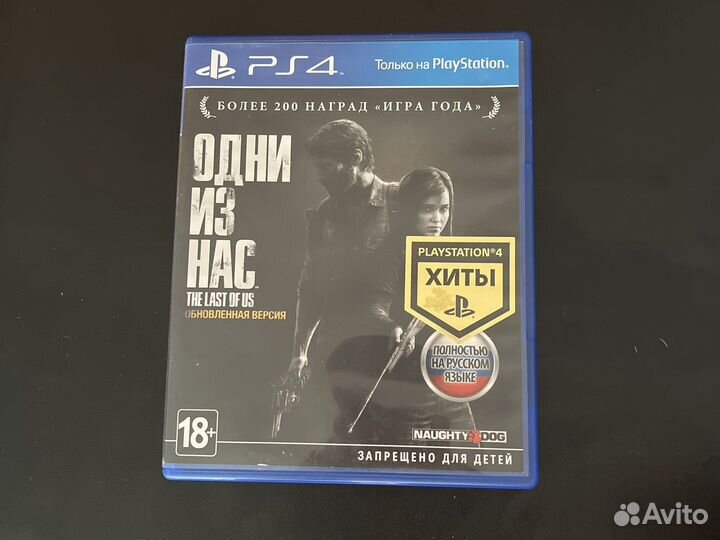 PS4
Только на PlayStation®
БОЛЕЕ 200 НАГРАД «ИГРА ГОДА»
ОДНИ
ИЗ
НАС
THE LAST OF US
ОБНОВЛЕННАЯ ВЕРСИЯ
PLAYSTATION®4
ХИТЫ
ПОЛНОСТЬЮ
НА РУССКОМ
ЯЗЫКЕ
18+
NAUGHTY DOG
ЗАПРЕЩЕНО ДЛЯ ДЕТЕЙ
Avito